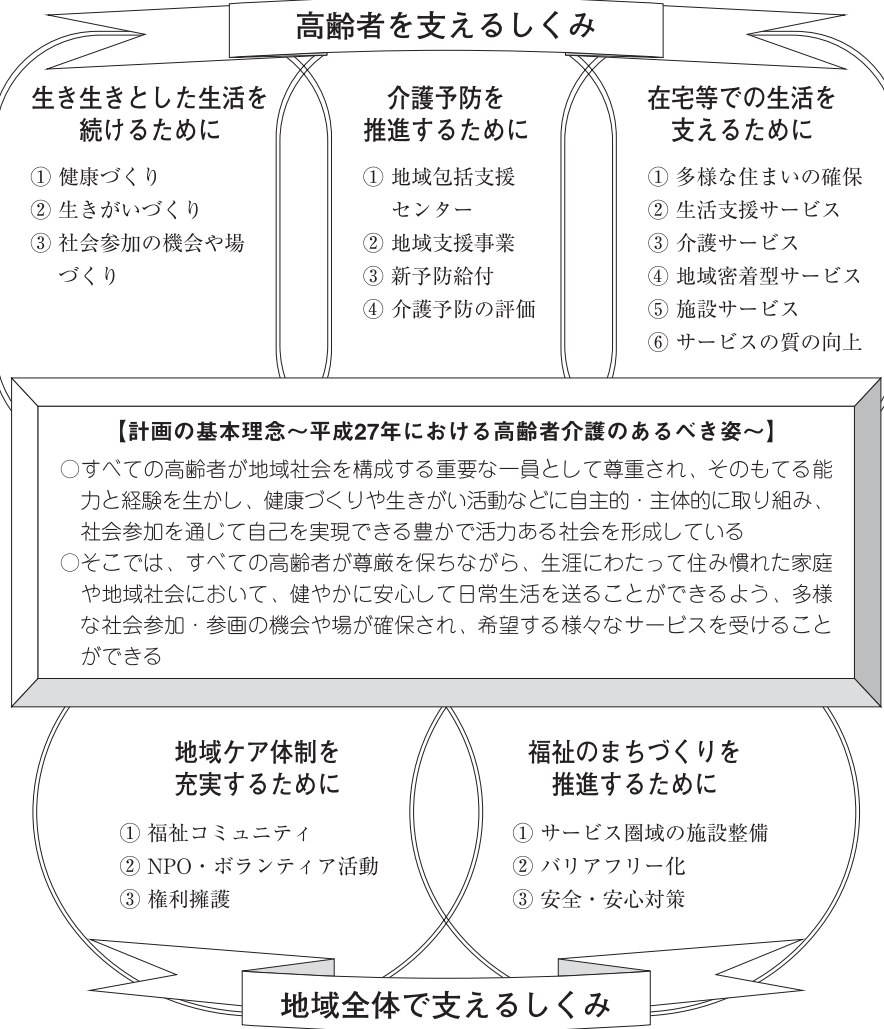 高齢者を支えるしくみ
生き生きとした生活を
続けるために
① 健康づくり
② 生きがいづくり
③ 社会参加の機会や場
づくり
介護予防を
推進するために
① 地域包括支援
センター
② 地域支援事業
③ 新予防給付
④ 介護予防の評価
在宅等での生活を
支えるために
① 多様な住まいの確保
② 生活支援サービス
③ 介護サービス
④ 地域密着型サービス
⑤ 施設サービス
⑥ サービスの質の向上
【計画の基本理念～平成27年における高齢者介護のあるべき姿～】
○すべての高齢者が地域社会を構成する重要な一員として尊重され、そのもてる能
力と経験を生かし、健康づくりや生きがい活動などに自主的・主体的に取り組み、
社会参加を通じて自己を実現できる豊かで活力ある社会を形成している
○そこでは、すべての高齢者が尊厳を保ちながら、生涯にわたって住み慣れた家庭
や地域社会において、健やかに安心して日常生活を送ることができるよう、多様
な社会参加・参画の機会や場が確保され、希望する様々なサービスを受けること
ができる
地域ケア体制を
充実するために
① 福祉コミュニティ
② NPO・ボランティア活動
③ 権利擁護
福祉のまちづくりを
推進するために
① サービス圏域の施設整備
② バリアフリー化
③ 安全・安心対策
地域全体で支えるしくみ